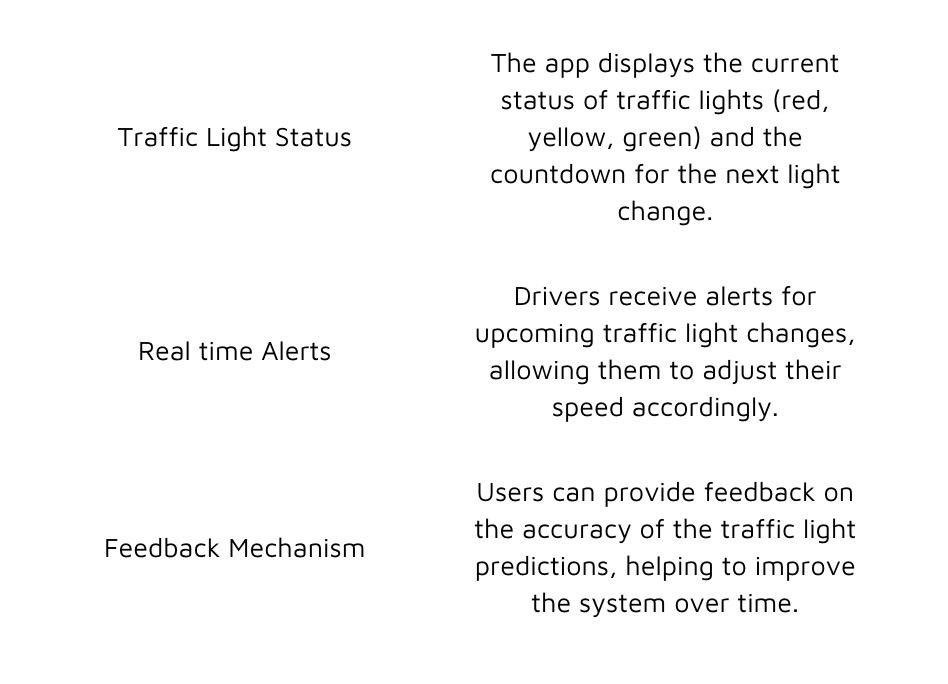 Traffic Light Status
The app displays the current
status of traffic lights (red,
yellow, green) and the
countdown for the next light
change.
Real time Alerts
Drivers receive alerts for
upcoming traffic light changes,
allowing them to adjust their
speed accordingly.
Feedback Mechanism
Users can provide feedback on
the accuracy of the traffic light
predictions, helping to improve
the system over time.